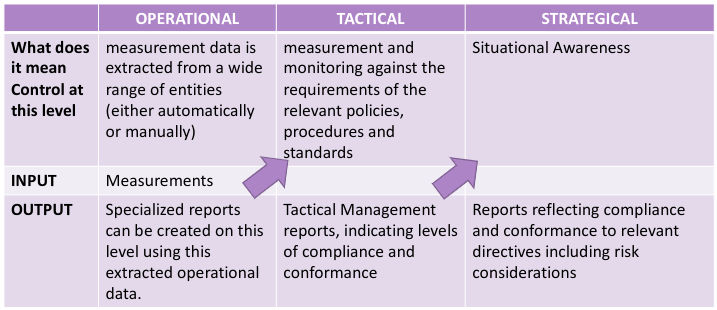 OPERATIONAL TACTICAL STRATEGICAL
What does
it mean
Control at
this level
measurement data is
extracted from a wide
range of entities
(either automatically
or manually)
measurement and
monitoring against the
requirements of the
relevant policies,
procedures and
standards
Situational Awareness
INPUT Measurements
OUTPUT
Specialized reports
can be created on this
level using this
extracted operational
data.
Tactical Management
reports, indicating levels
of compliance and
conformance
Reports reflecting compliance
and conformance to relevant
directives including risk
considerations